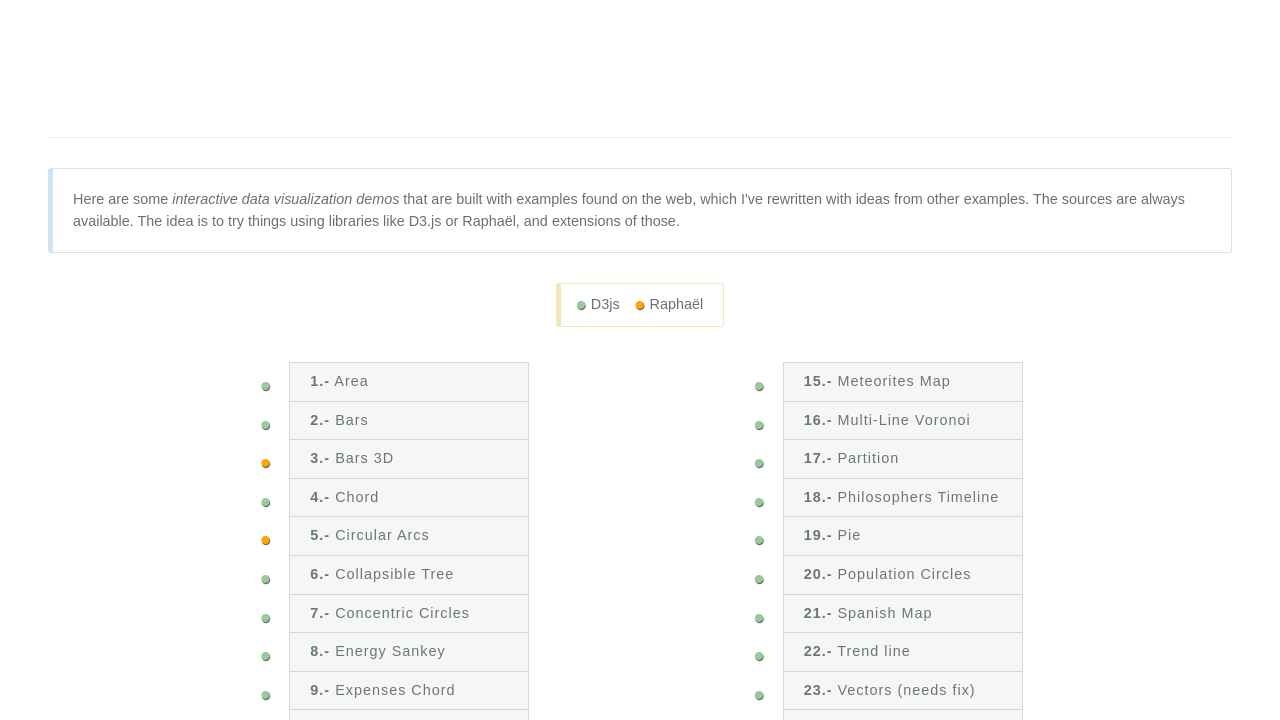 Here are some interactive data visualization demos that are built with examples found on the web, which I've rewritten with ideas from other examples. The sources are always
available. The idea is to try things using libraries like D3.js or Raphaël, and extensions of those.
D3js Raphaël
1.- Area
2.- Bars
3.- Bars 3D
4.- Chord
5.- Circular Arcs
6.- Collapsible Tree
7.- Concentric Circles
8.- Energy Sankey
9.- Expenses Chord
15.- Meteorites Map
16.- Multi-Line Voronoi
17.- Partition
18.- Philosophers Timeline
19.- Pie
20.- Population Circles
21.- Spanish Map
22.- Trend line
23.- Vectors (needs fix)